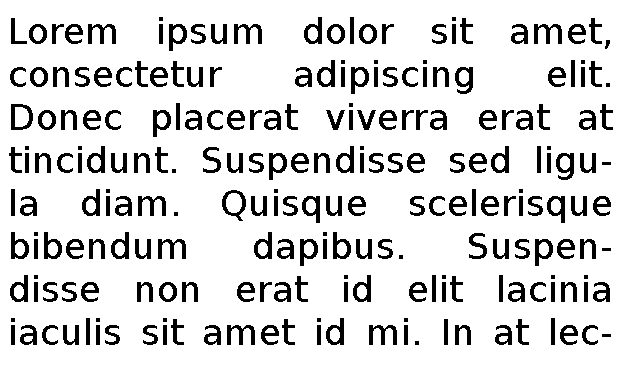 Lorem ipsum dolor sit amet,
consectetur adipiscing elit.
Donec placerat viverra erat at
tincidunt. Suspendisse sed ligu-
la diam. Quisque scelerisque
bibendum dapibus. Suspen-
disse non erat id elit lacinia
iaculis sit amet id mi. In at lec-